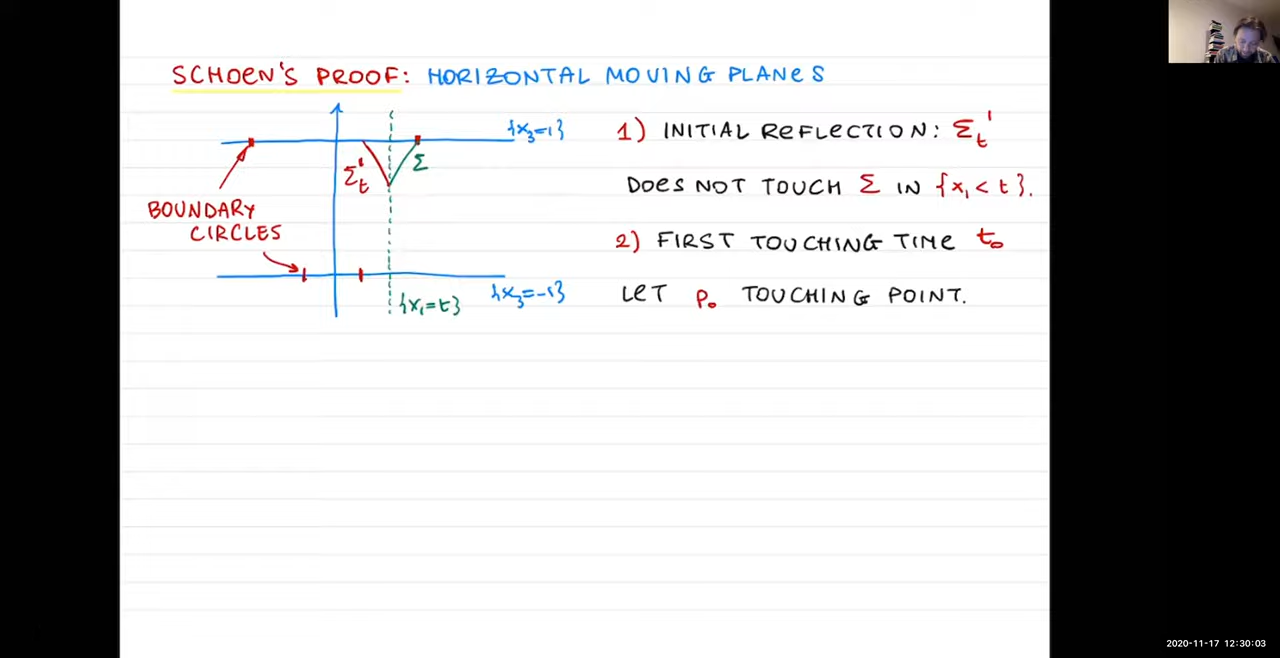 SCHOEN'S PROOF: HORIZONTAL MOVING PLANES
{x₃=1}
Σ
Σₜ'
BOUNDARY
CIRCLES
{x₁=t}
{x₃=-1}
1) INITIAL REFLECTION: Σₜ'
DOES NOT TOUCH Σ IN {x₁ < t}.
2) FIRST TOUCHING TIME t₀
LET p₀ TOUCHING POINT.
2020-11-17 12:30:03